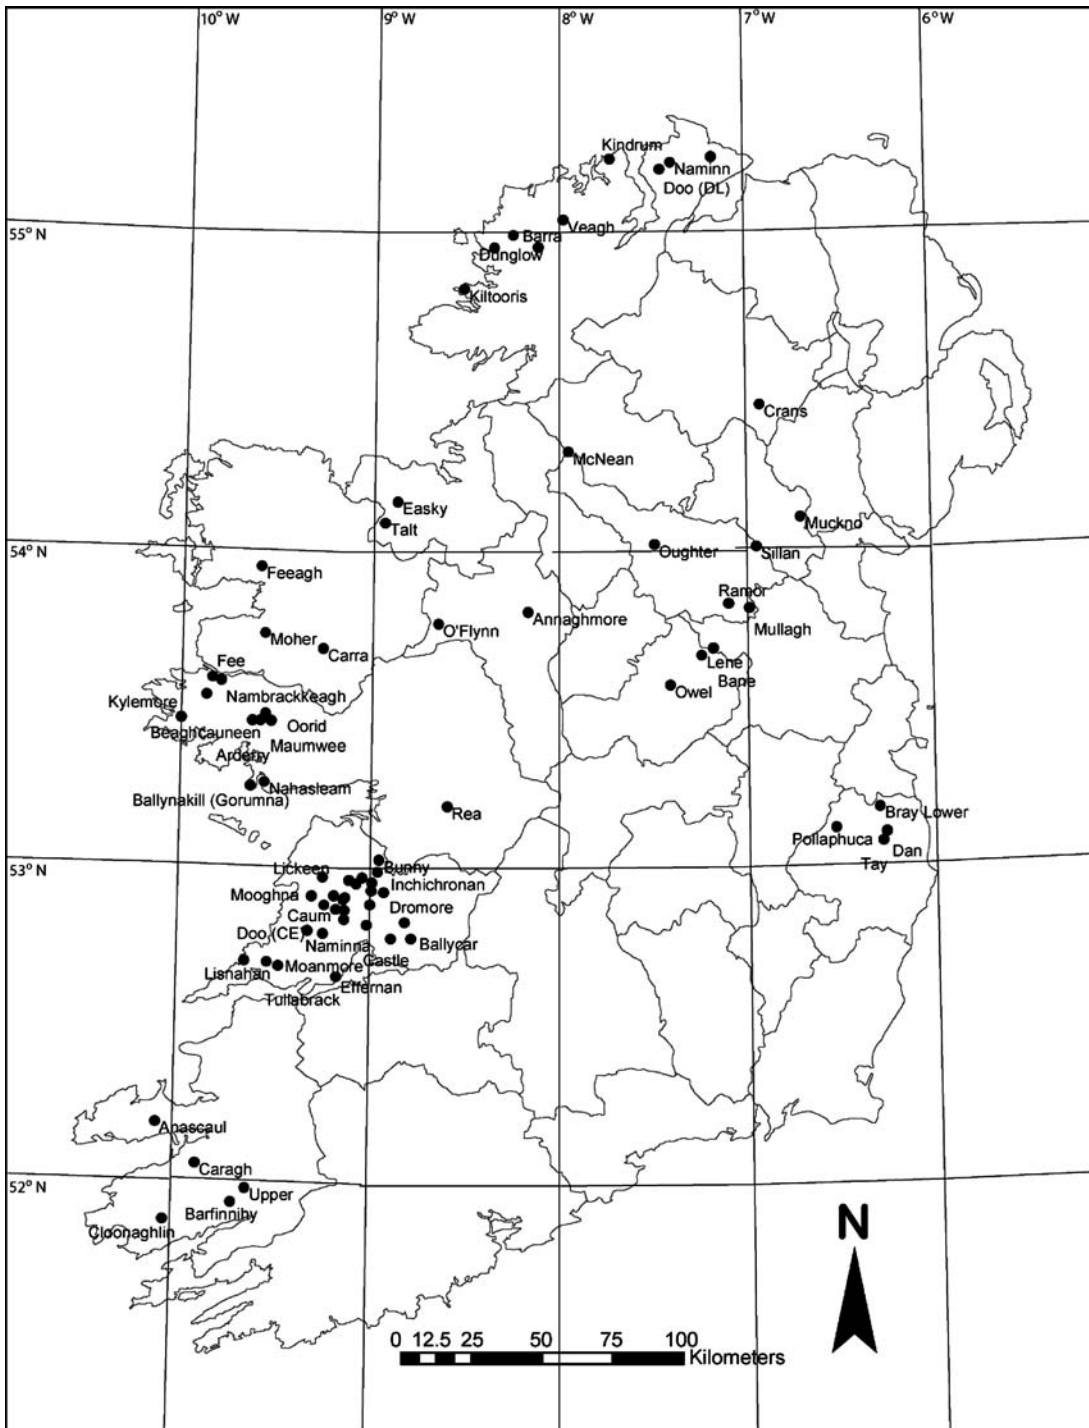 10° W 9° W 8° W 7° W 6° W
Kindrum
Naminn
Doo (DL)
Veagh
55° N
Barra
Dunglow
Kiltooris
Crans
McNean
Easky
Talt
Muckno
54° N
Oughter
Sillan
Feeagh
Ramor
Annaghmore
O'Flynn
Mullagh
Moher
Carra
Lene
Fee
Bane
Owel
Kylemore
Nambrackkeagh
Beaghcauneen
Oorid
Maumwee
Arderry
Nahasleam
Ballynakill (Gorumna)
Rea
Bray Lower
Pollaphuca
Dan
Tay
53° N
Bunny
Lickeen
Inchichronan
Mooghna
Dromore
Caum
Doo (CE)
Naminna
Ballycar
Castle
Lisnahan
Moanmore
Effernan
Tullabrack
Anascaul
Caragh
52° N
Upper
Barfinnihy
Cloonaghlin
N
0 12.5 25 50 75 100
Kilometers